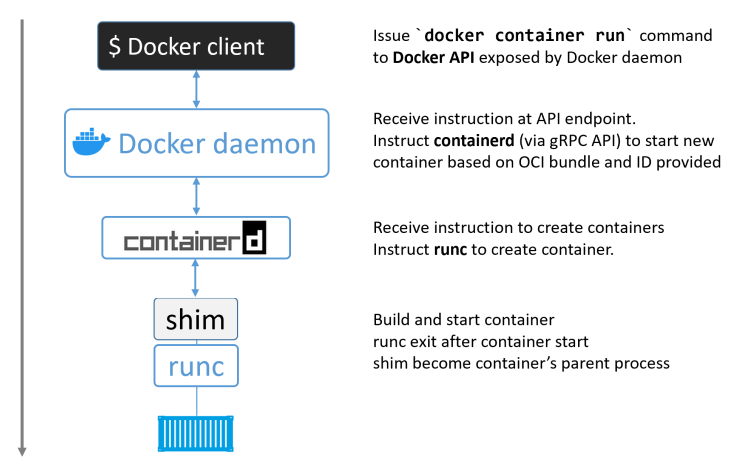 $ Docker client
Issue `docker container run` command
to Docker API exposed by Docker daemon
Docker daemon
Receive instruction at API endpoint.
Instruct containerd (via gRPC API) to start new
container based on OCI bundle and ID provided
containerd
Receive instruction to create containers
Instruct runc to create container.
shim
runc
Build and start container
runc exit after container start
shim become container’s parent process